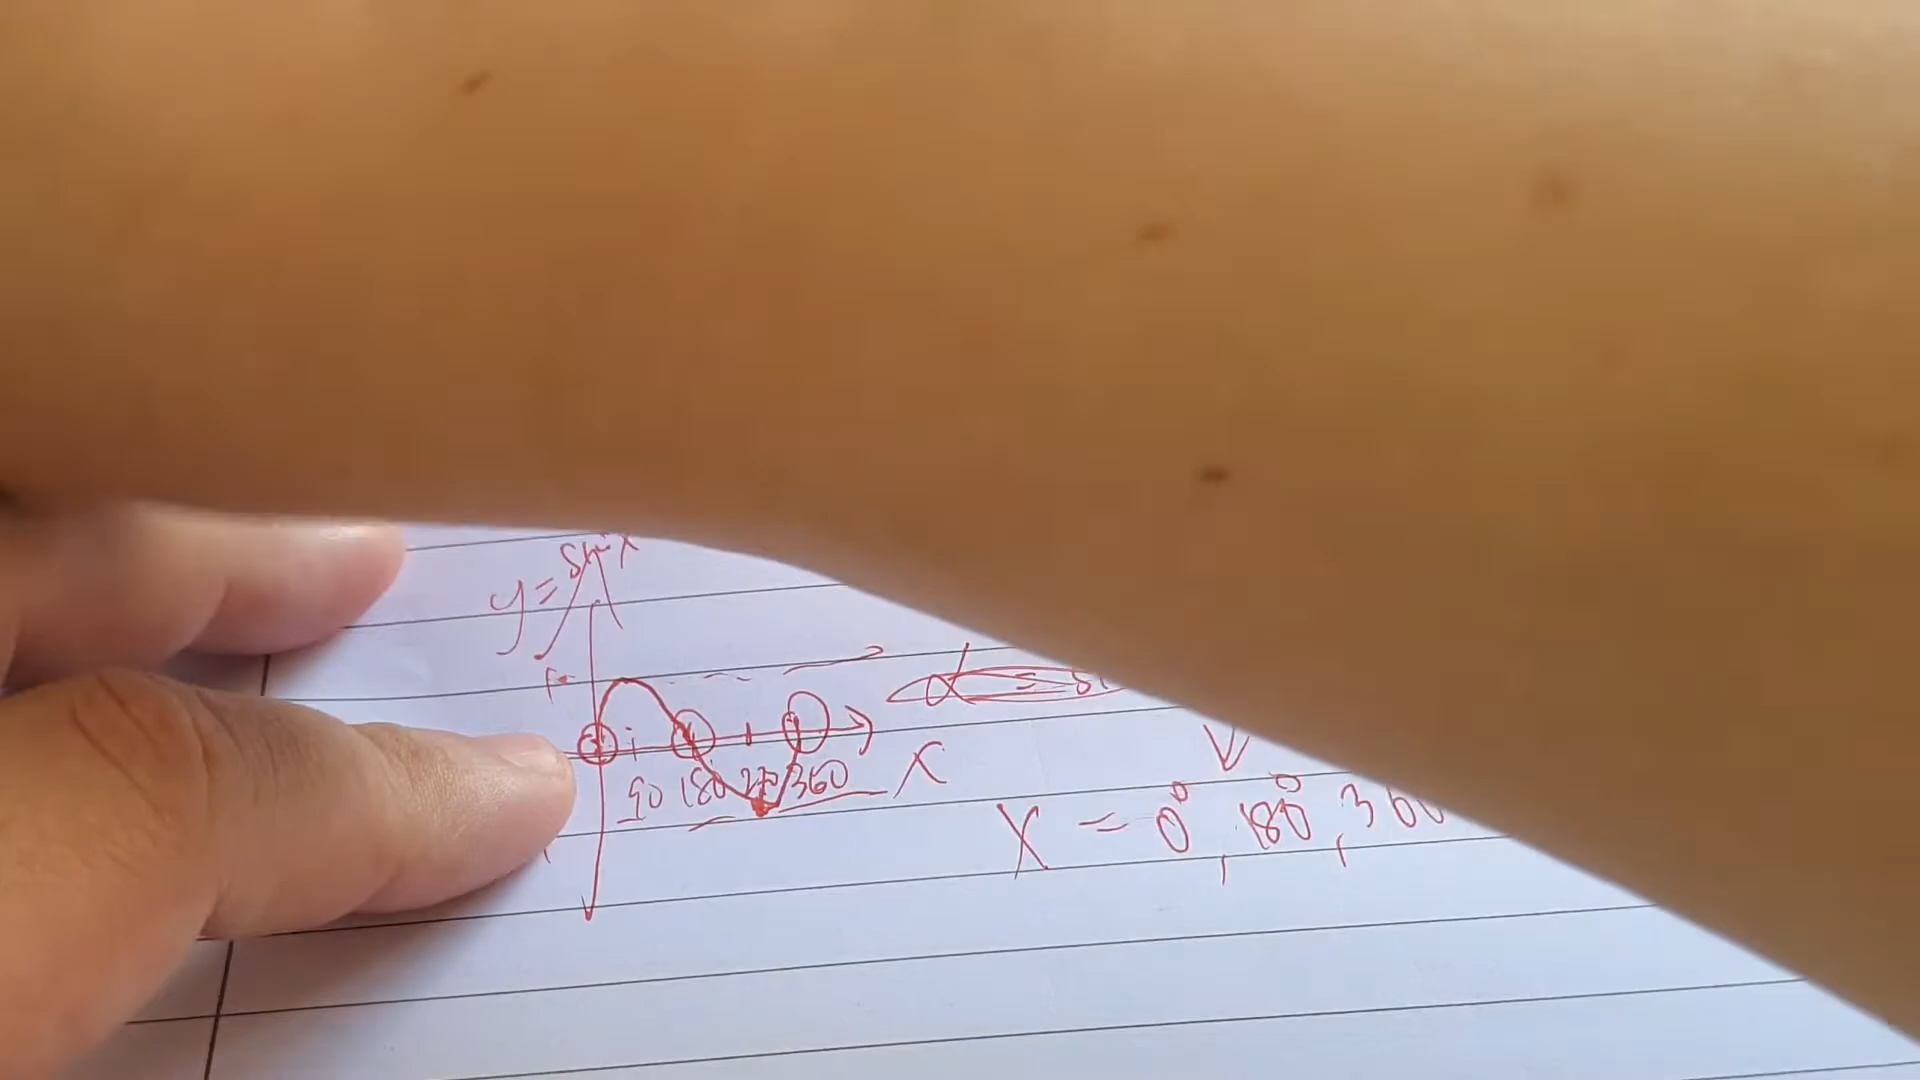 y = sin x
90 180 270 360 x
x = 0°, 180°, 360